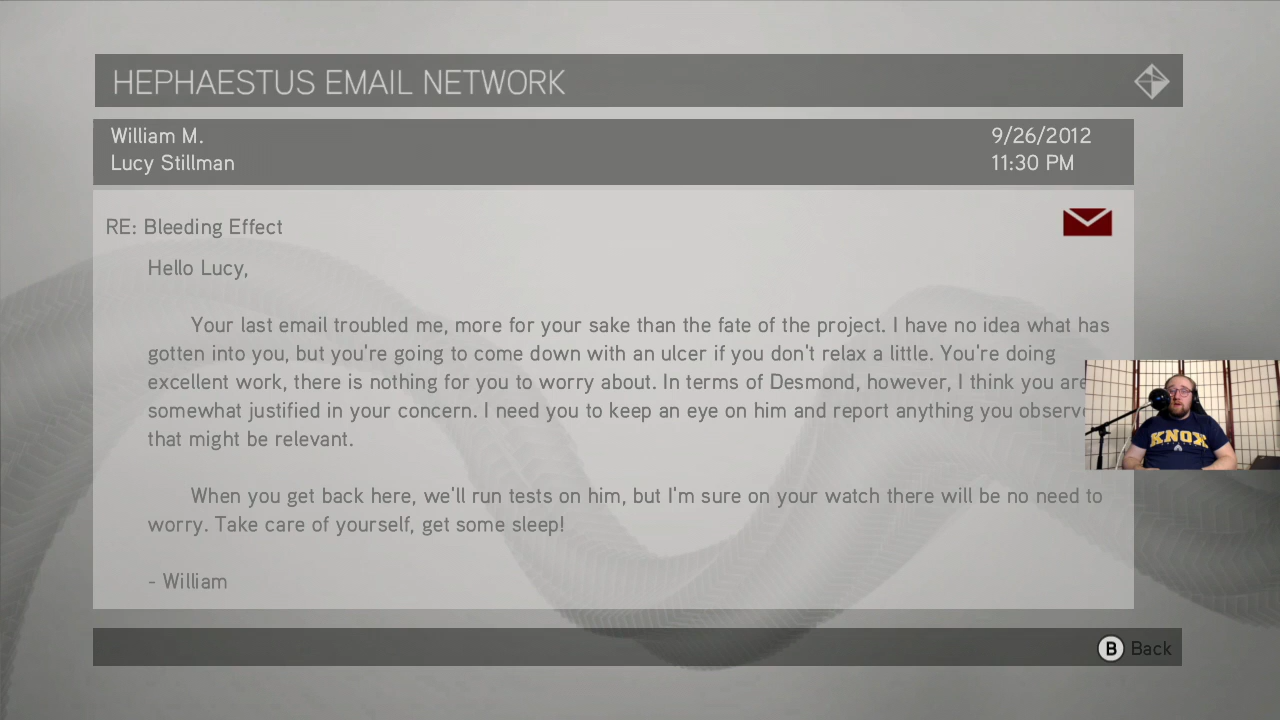 HEPHAESTUS EMAIL NETWORK
William M.
9/26/2012
Lucy Stillman
11:30 PM
RE: Bleeding Effect
Hello Lucy,
Your last email troubled me, more for your sake than the fate of the project. I have no idea what has
gotten into you, but you're going to come down with an ulcer if you don't relax a little. You're doing
excellent work, there is nothing for you to worry about. In terms of Desmond, however, I think you are
somewhat justified in your concern. I need you to keep an eye on him and report anything you observe
that might be relevant.
When you get back here, we'll run tests on him, but I'm sure on your watch there will be no need to
worry. Take care of yourself, get some sleep!
- William
KNOX
B Back